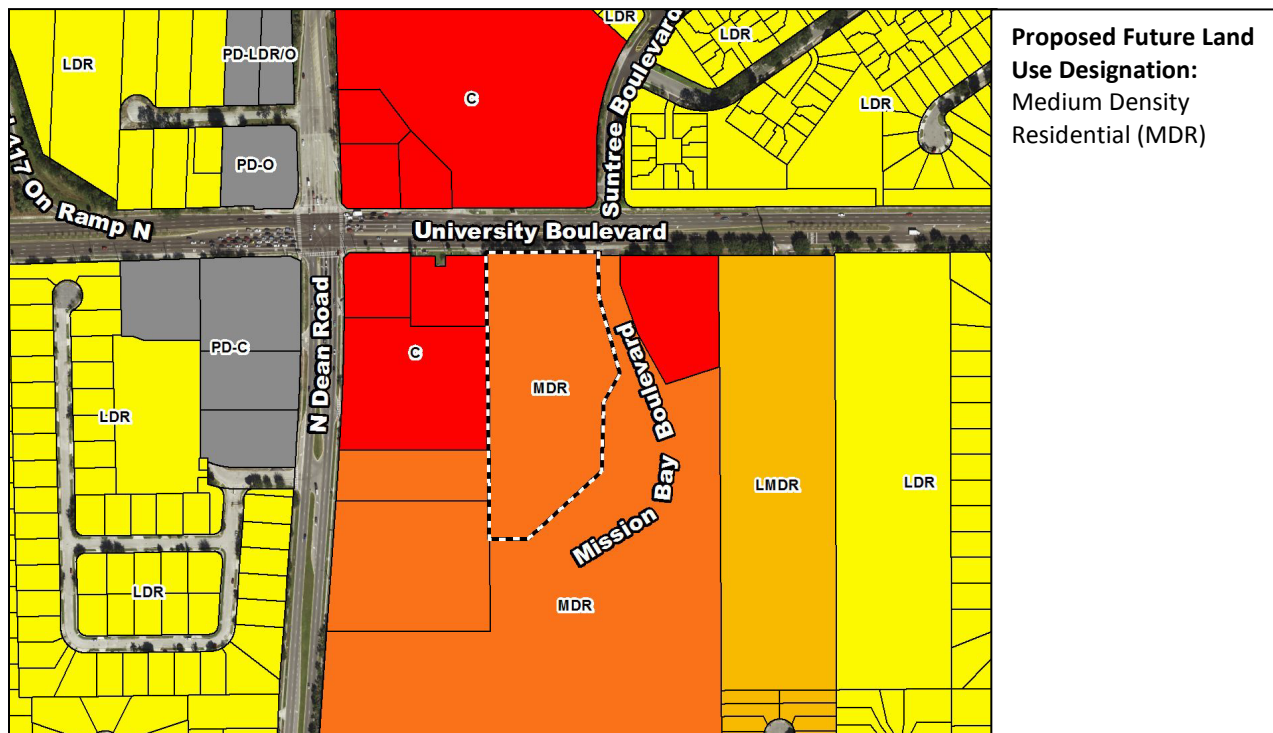 LDR
LDR
LDR
PD-LDR/O
C
LDR
PD-O
417 On Ramp N
Suntree Boulevard
University Boulevard
N Dean Road
PD-C
C
MDR
Mission Bay Boulevard
LDR
LMDR
LDR
LDR
MDR
Proposed Future Land
Use Designation:
Medium Density
Residential (MDR)